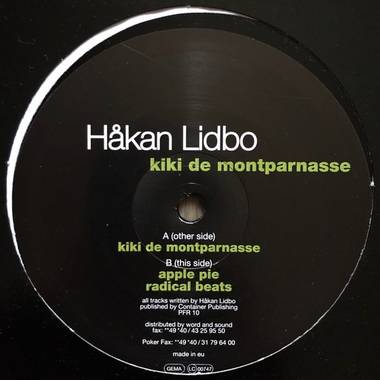 Håkan Lidbo
kiki de montparnasse
A (other side)
kiki de montparnasse
B (this side)
apple pie
radical beats
all tracks written by Håkan Lidbo
published by Container Publishing
PFR 10
distributed by word and sound
fax: **49 *40 / 43 25 95 50
Poker Fax: **49 *40 / 31 79 64 00
made in eu
GEMA LC 00747